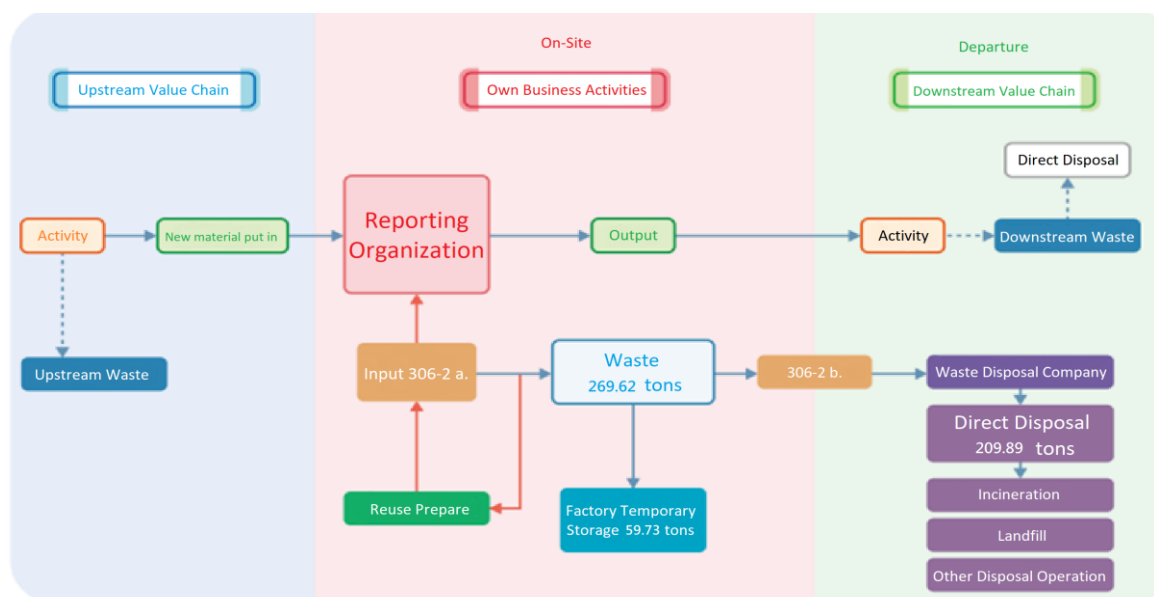 On-Site
Departure
Upstream Value Chain
Own Business Activities
Downstream Value Chain
Direct Disposal
Activity
New material put in
Reporting
Organization
Output
Activity
Downstream Waste
Upstream Waste
Input 306-2 a.
Waste
269.62 tons
306-2 b.
Waste Disposal Company
Direct Disposal
209.89 tons
Reuse Prepare
Factory Temporary
Storage 59.73 tons
Incineration
Landfill
Other Disposal Operation